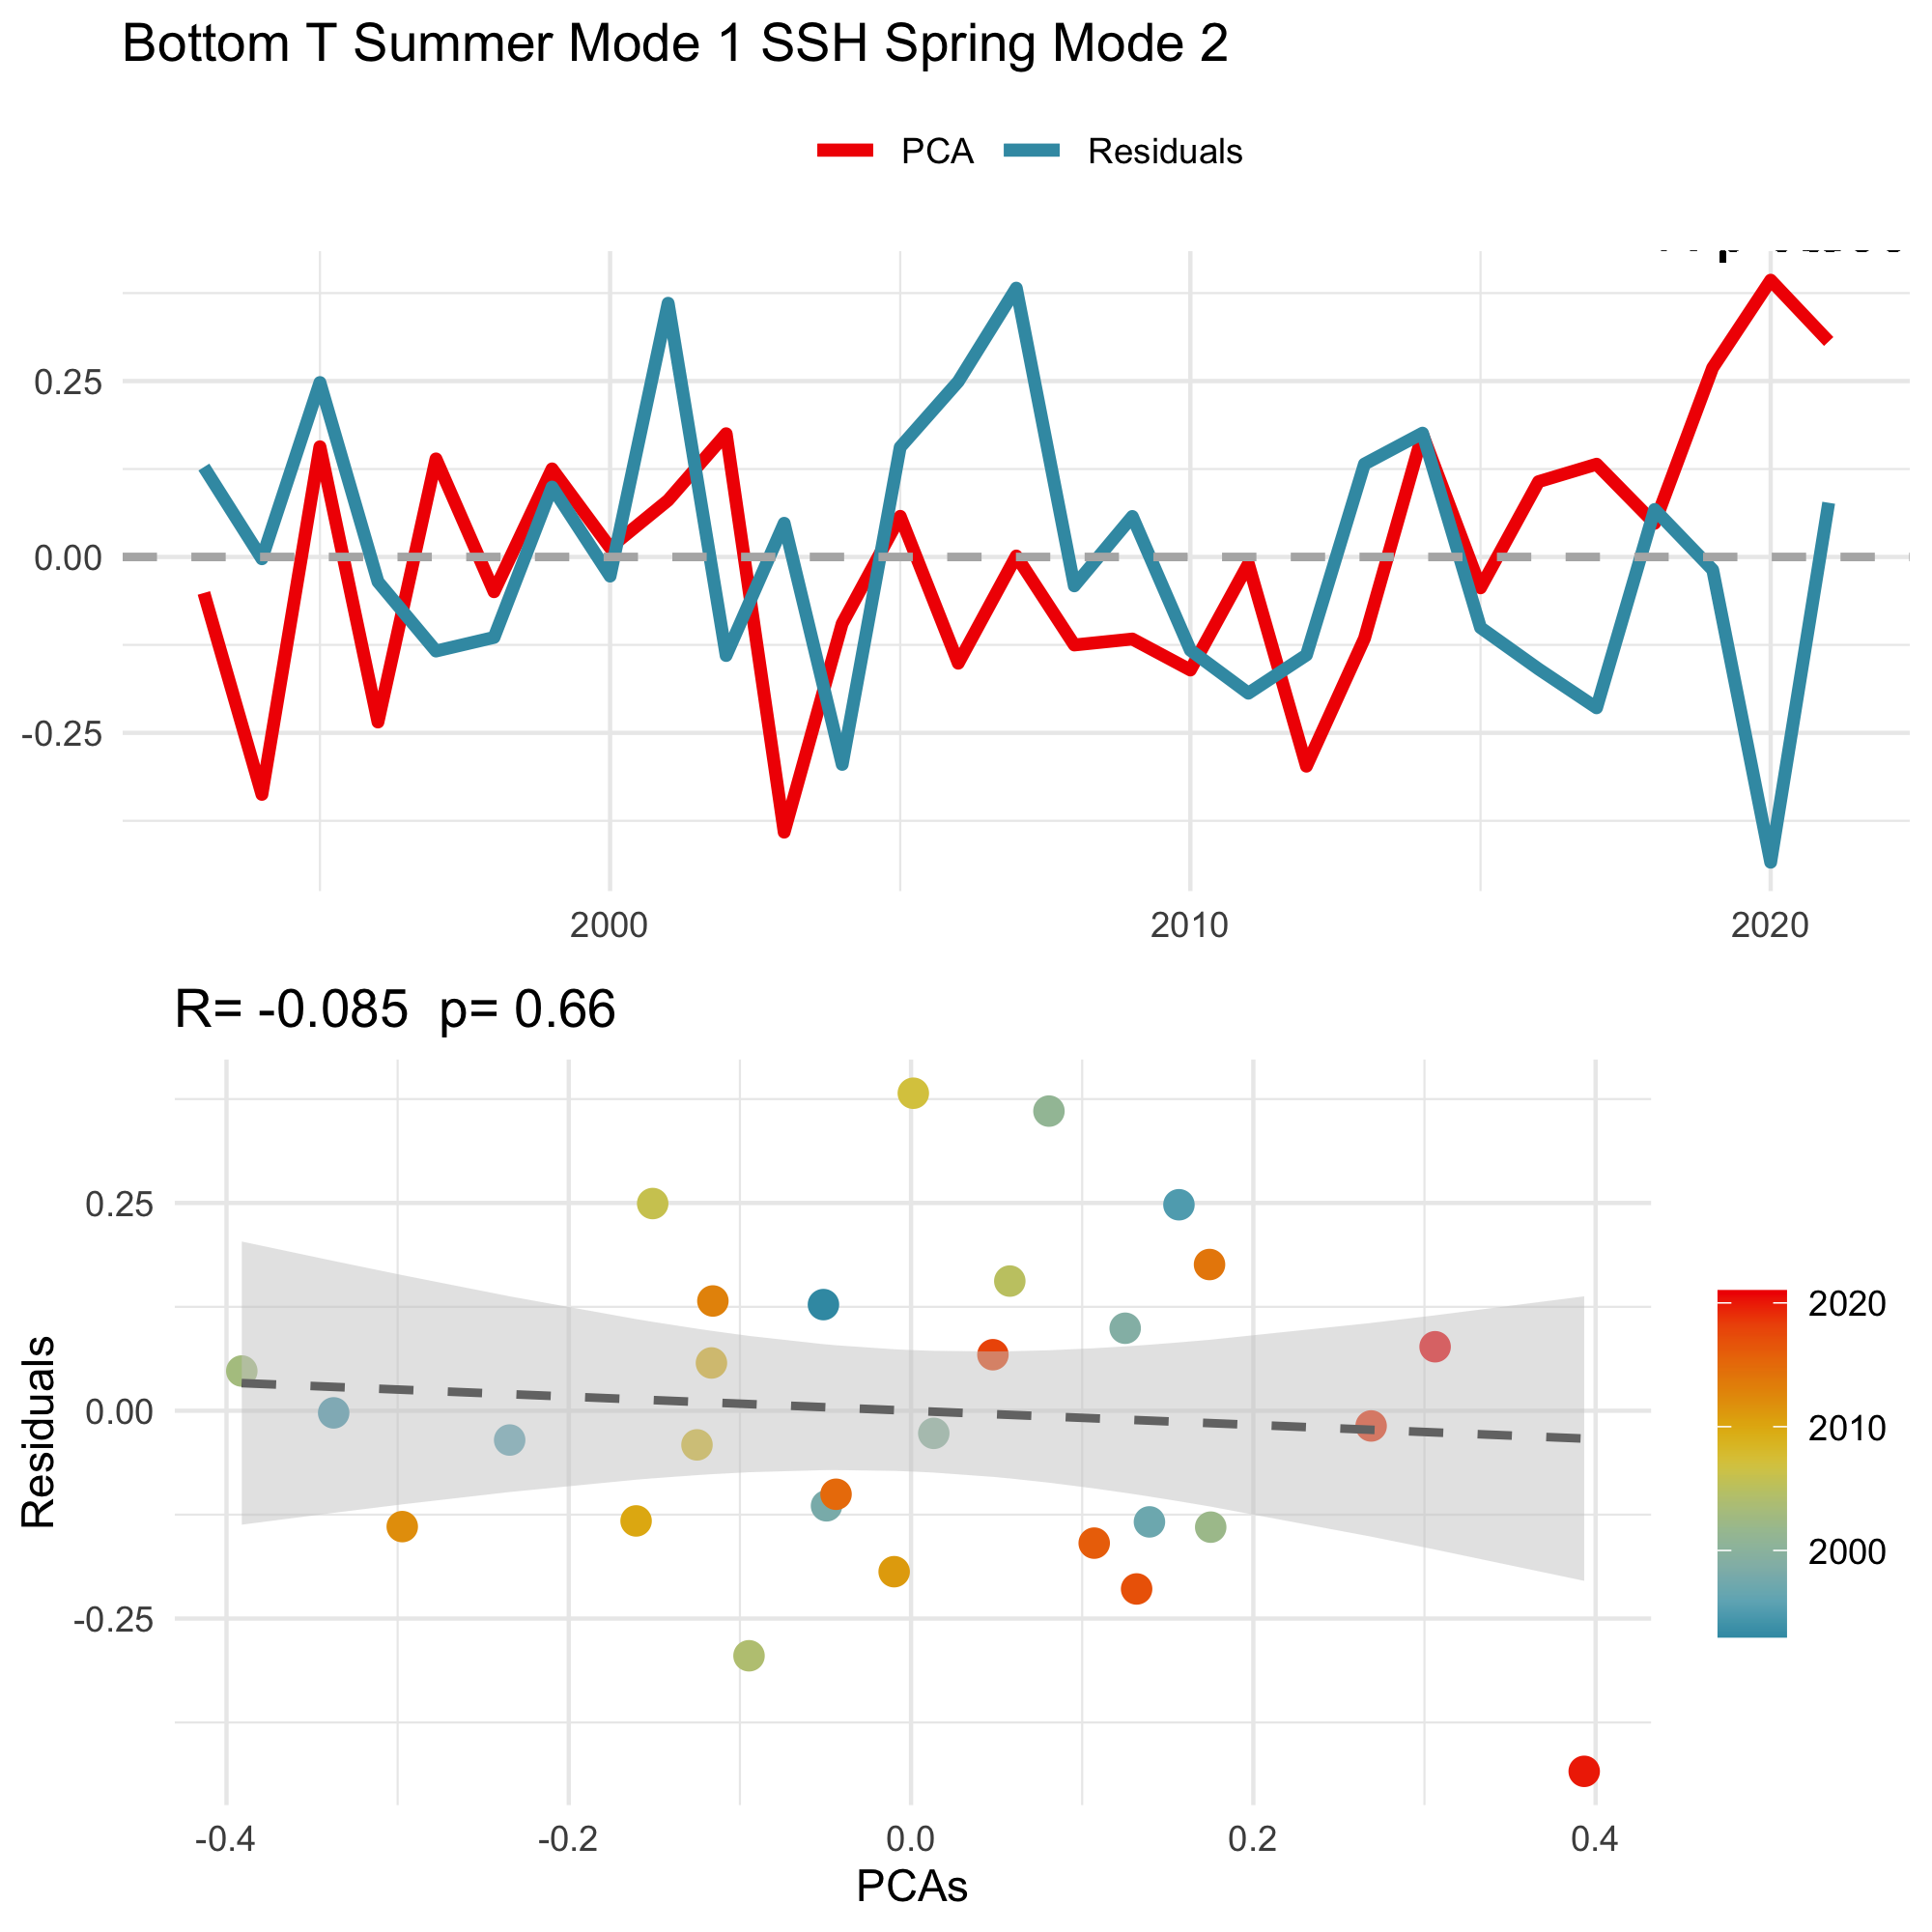 Bottom T Summer Mode 1 SSH Spring Mode 2
PCA Residuals
0.25
0.00
-0.25
2000 2010 2020
R= -0.085 p= 0.66
Residuals
0.25
0.00
-0.25
-0.4 -0.2 0.0 0.2 0.4
PCAs
2020
2010
2000